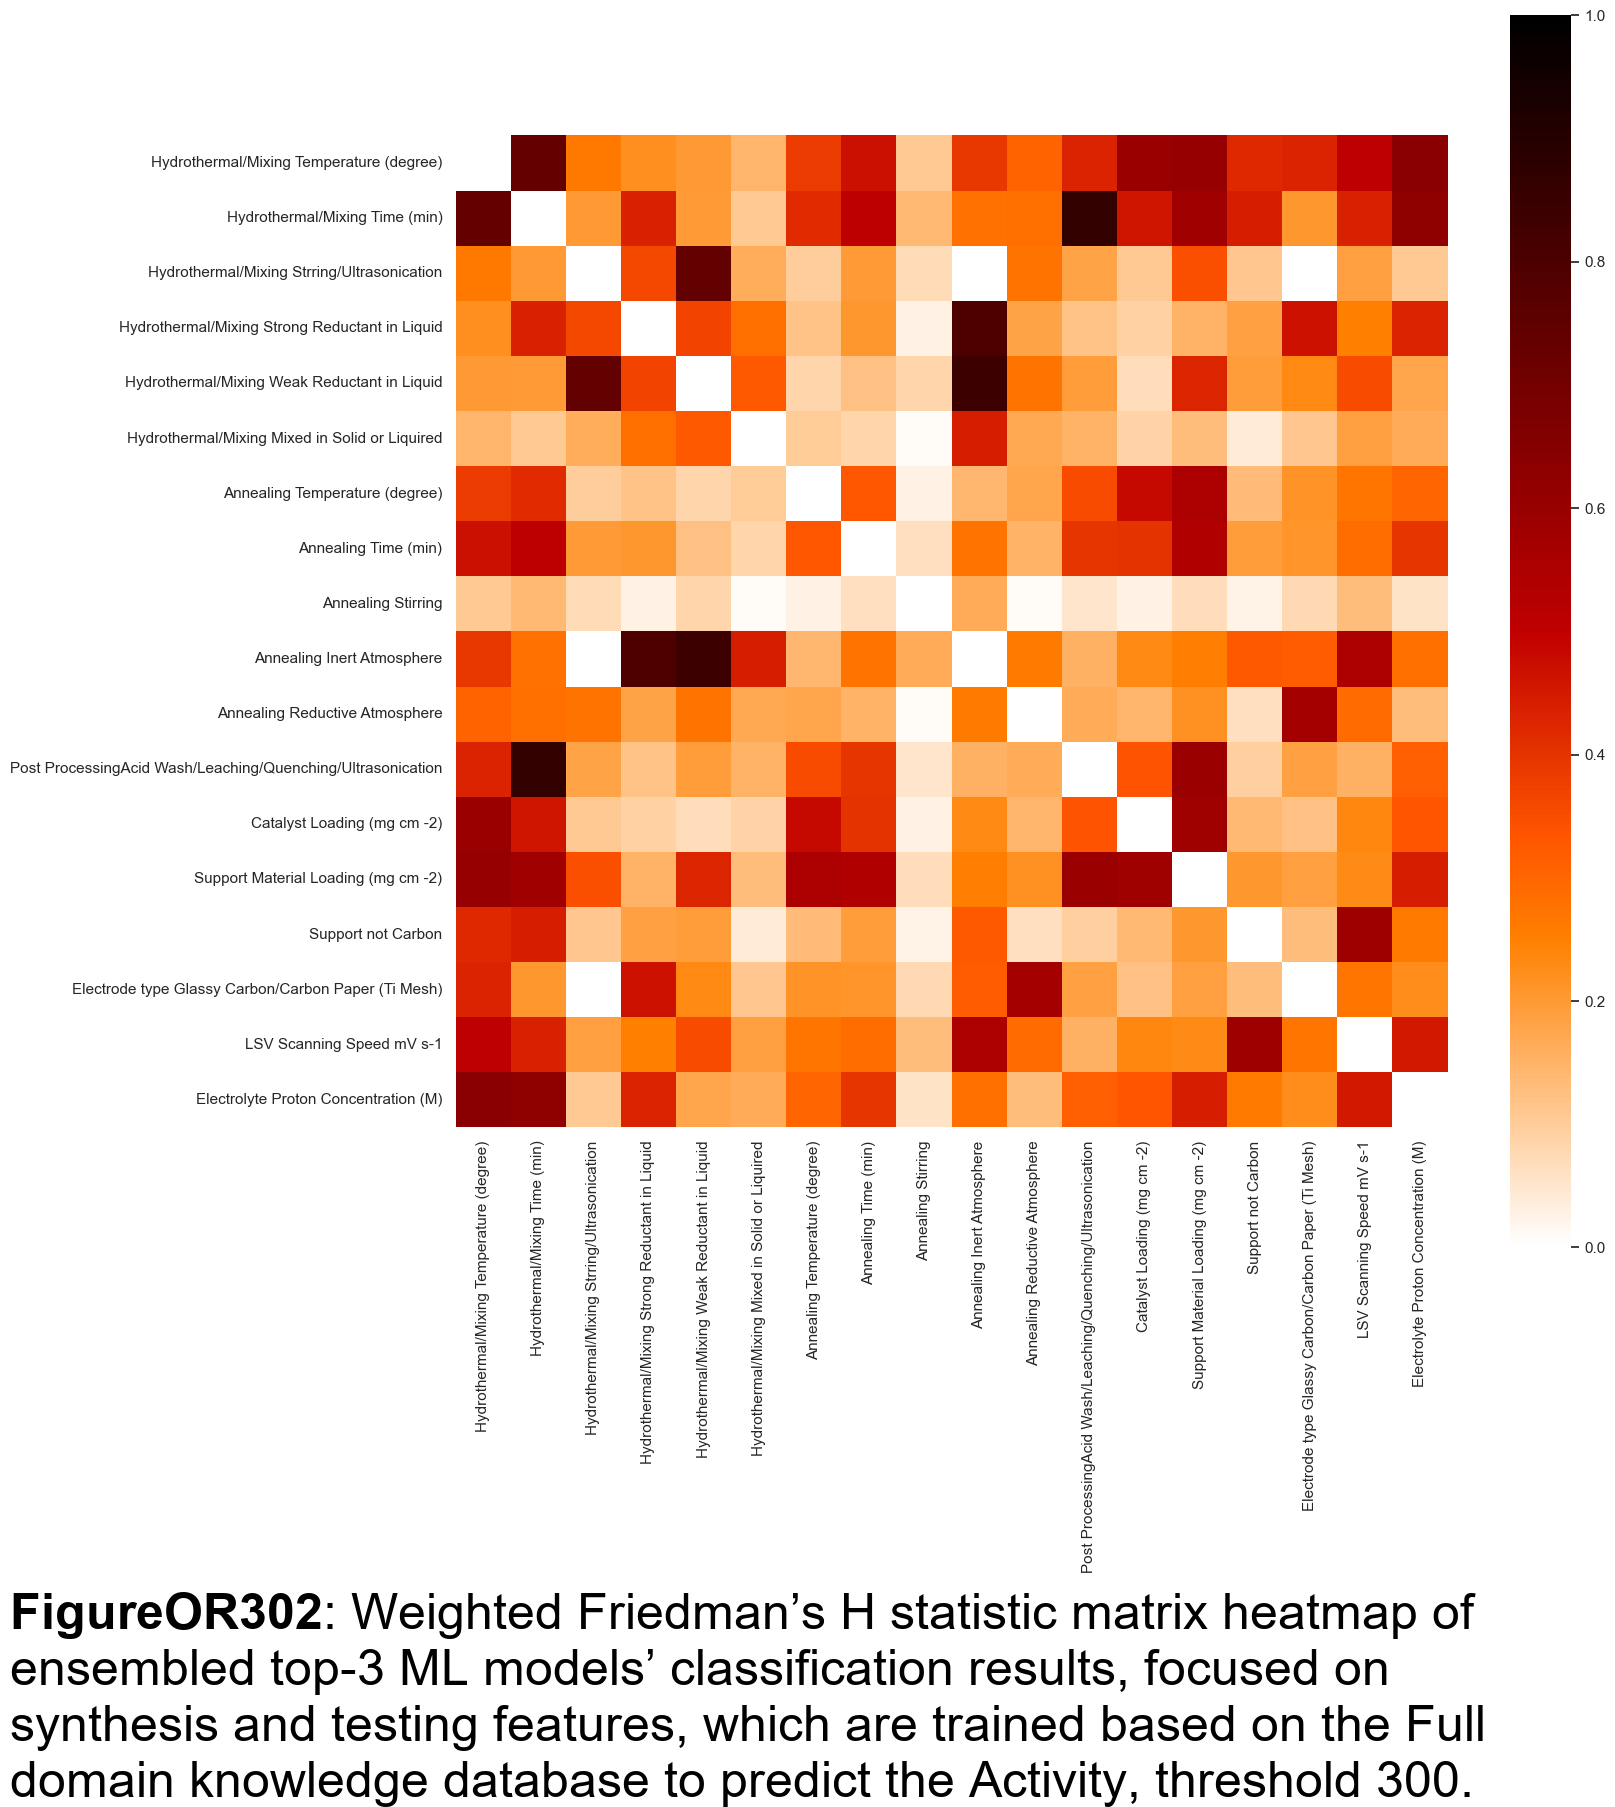 1.0
0.8
0.6
0.4
0.2
0.0
Hydrothermal/Mixing Temperature (degree)
Hydrothermal/Mixing Time (min)
Hydrothermal/Mixing Strring/Ultrasonication
Hydrothermal/Mixing Strong Reductant in Liquid
Hydrothermal/Mixing Weak Reductant in Liquid
Hydrothermal/Mixing Mixed in Solid or Liquired
Annealing Temperature (degree)
Annealing Time (min)
Annealing Stirring
Annealing Inert Atmosphere
Annealing Reductive Atmosphere
Post ProcessingAcid Wash/Leaching/Quenching/Ultrasonication
Catalyst Loading (mg cm -2)
Support Material Loading (mg cm -2)
Support not Carbon
Electrode type Glassy Carbon/Carbon Paper (Ti Mesh)
LSV Scanning Speed mV s-1
Electrolyte Proton Concentration (M)
Hydrothermal/Mixing Temperature (degree)
Hydrothermal/Mixing Time (min)
Hydrothermal/Mixing Strring/Ultrasonication
Hydrothermal/Mixing Strong Reductant in Liquid
Hydrothermal/Mixing Weak Reductant in Liquid
Hydrothermal/Mixing Mixed in Solid or Liquired
Annealing Temperature (degree)
Annealing Time (min)
Annealing Stirring
Annealing Inert Atmosphere
Annealing Reductive Atmosphere
Post ProcessingAcid Wash/Leaching/Quenching/Ultrasonication
Catalyst Loading (mg cm -2)
Support Material Loading (mg cm -2)
Support not Carbon
Electrode type Glassy Carbon/Carbon Paper (Ti Mesh)
LSV Scanning Speed mV s-1
Electrolyte Proton Concentration (M)
FigureOR302: Weighted Friedman’s H statistic matrix heatmap of
ensembled top-3 ML models’ classification results, focused on
synthesis and testing features, which are trained based on the Full
domain knowledge database to predict the Activity, threshold 300.